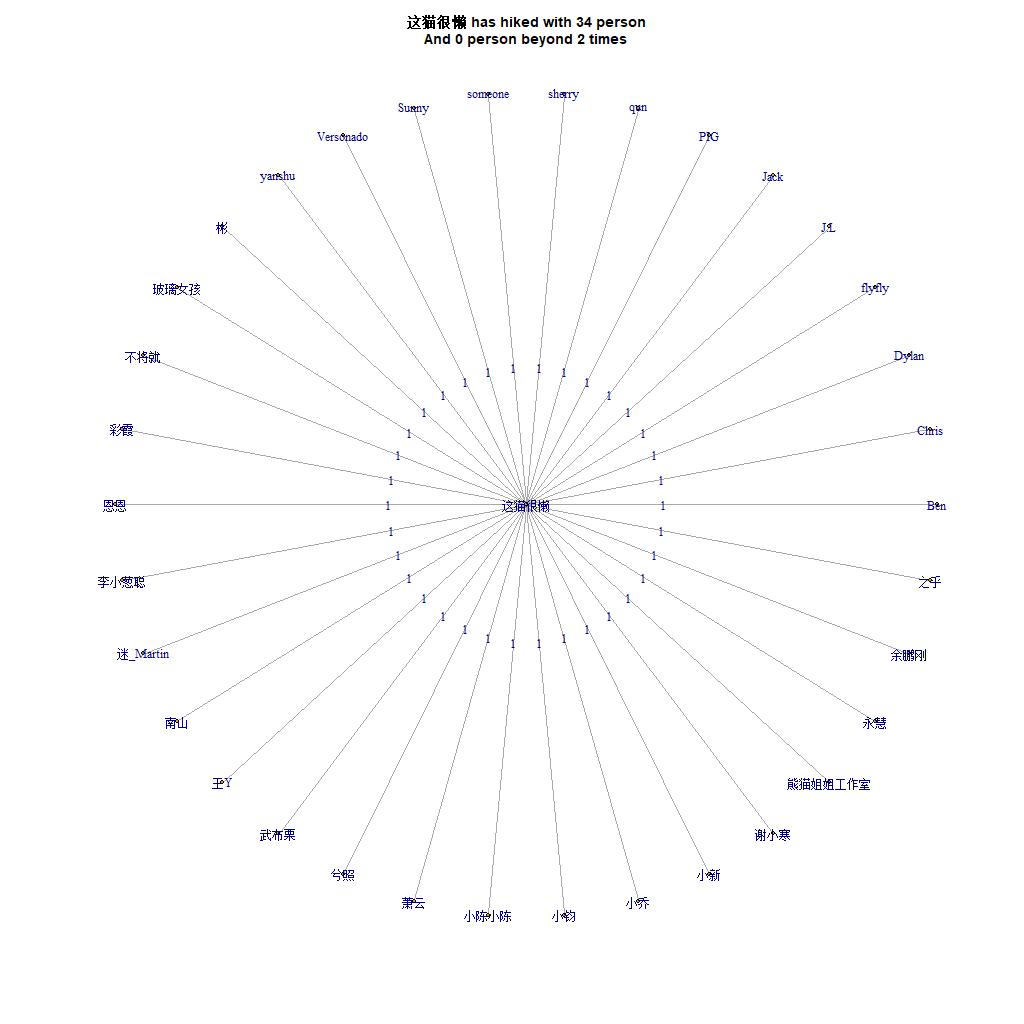 这猫很懒 has hiked with 34 person
And 0 person beyond 2 times
someone
sherry
Sunny
qun
Versonado
PIG
yanshu
Jack
彬
J.L
玻璃女孩
flyfly
不将就
Dylan
1 1
1 1
1 1
1 1
1 1
彩霞
1 1
Chris
1 1
1 1
恩恩
1
这猫很懒
1
Ben
1 1
1 1
李小葱聪
1 1
之乎
1 1
1 1
1 1
1 1
1 1
迷_Martin
余鹏刚
南山
永慧
王Y
熊猫姐姐工作室
武布栗
谢小寒
兮照
小新
萧云
小乔
小陈小陈
小钧